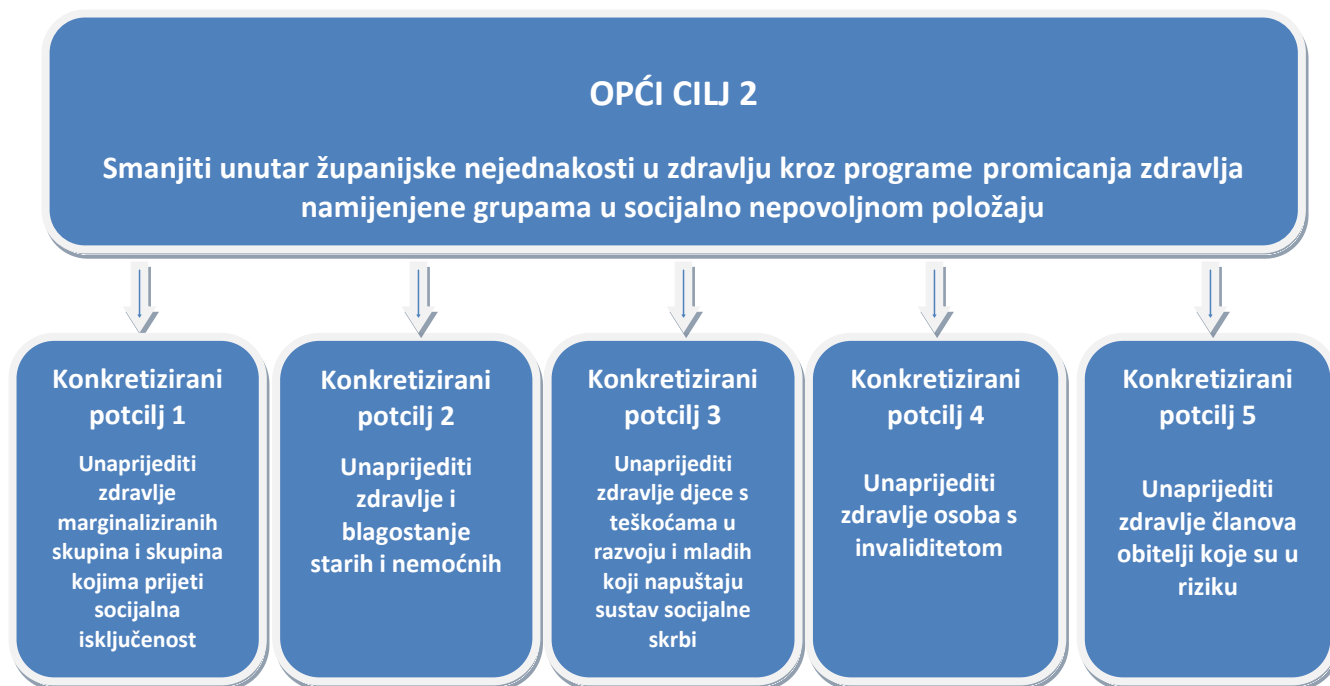 OPĆI CILJ 2
Smanjiti unutar županijske nejednakosti u zdravlju kroz programe promicanja zdravlja
namijenjene grupama u socijalno nepovoljnom položaju
Konkretizirani
potcilj 1
Unaprijediti
zdravlje
marginaliziranih
skupina i skupina
kojima prijeti
socijalna
isključenost
Konkretizirani
potcilj 2
Unaprijediti
zdravlje i
blagostanje
starih i nemoćnih
Konkretizirani
potcilj 3
Unaprijediti
zdravlje djece s
teškoćama u
razvoju i mladih
koji napuštaju
sustav socijalne
skrbi
Konkretizirani
potcilj 4
Unaprijediti
zdravlje osoba s
invaliditetom
Konkretizirani
potcilj 5
Unaprijediti
zdravlje članova
obitelji koje su u
riziku